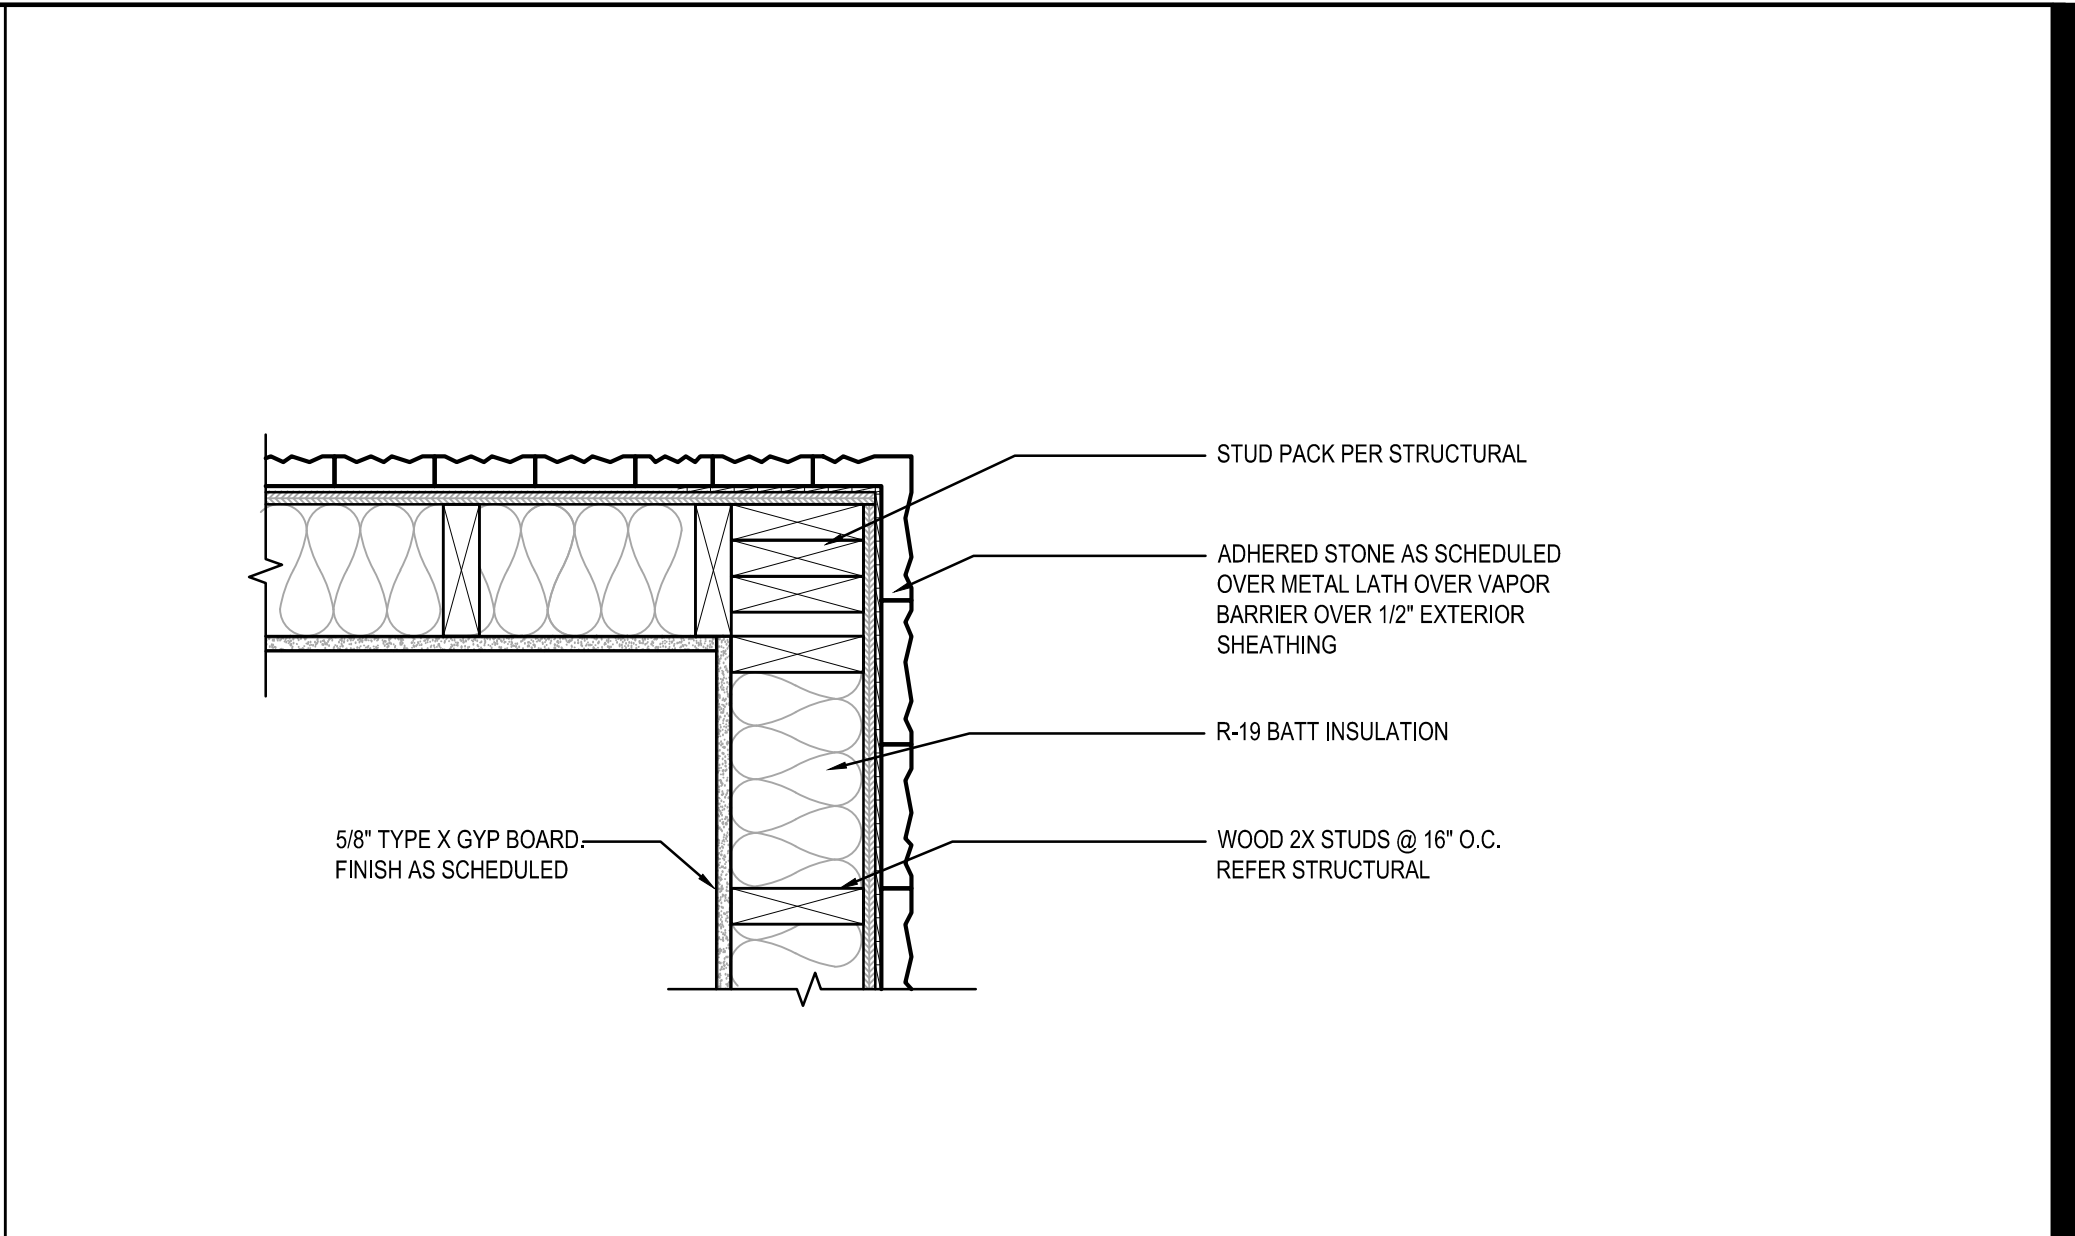 STUD PACK PER STRUCTURAL
ADHERED STONE AS SCHEDULED
OVER METAL LATH OVER VAPOR
BARRIER OVER 1/2" EXTERIOR
SHEATHING
R-19 BATT INSULATION
5/8" TYPE X GYP BOARD.
FINISH AS SCHEDULED
WOOD 2X STUDS @ 16" O.C.
REFER STRUCTURAL